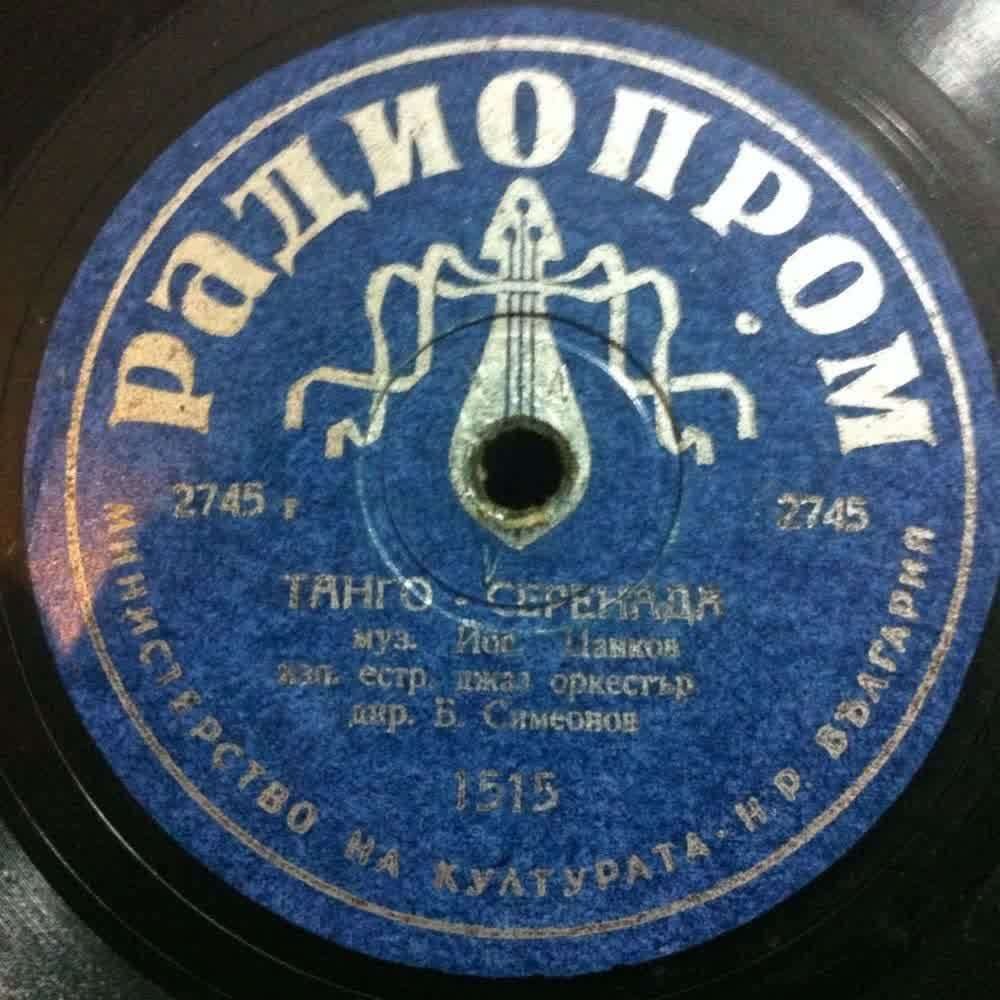 РАДИОПРОМ
2745 г
2745
ТАНГО - СЕРЕНАДА
муз. Йос. Цанков
изп. естр. джаз оркестър
дир. Б. Симеонов
1515
МИНИСТЕРСТВО НА КУЛТУРАТА · Н. Р. БЪЛГАРИЯ